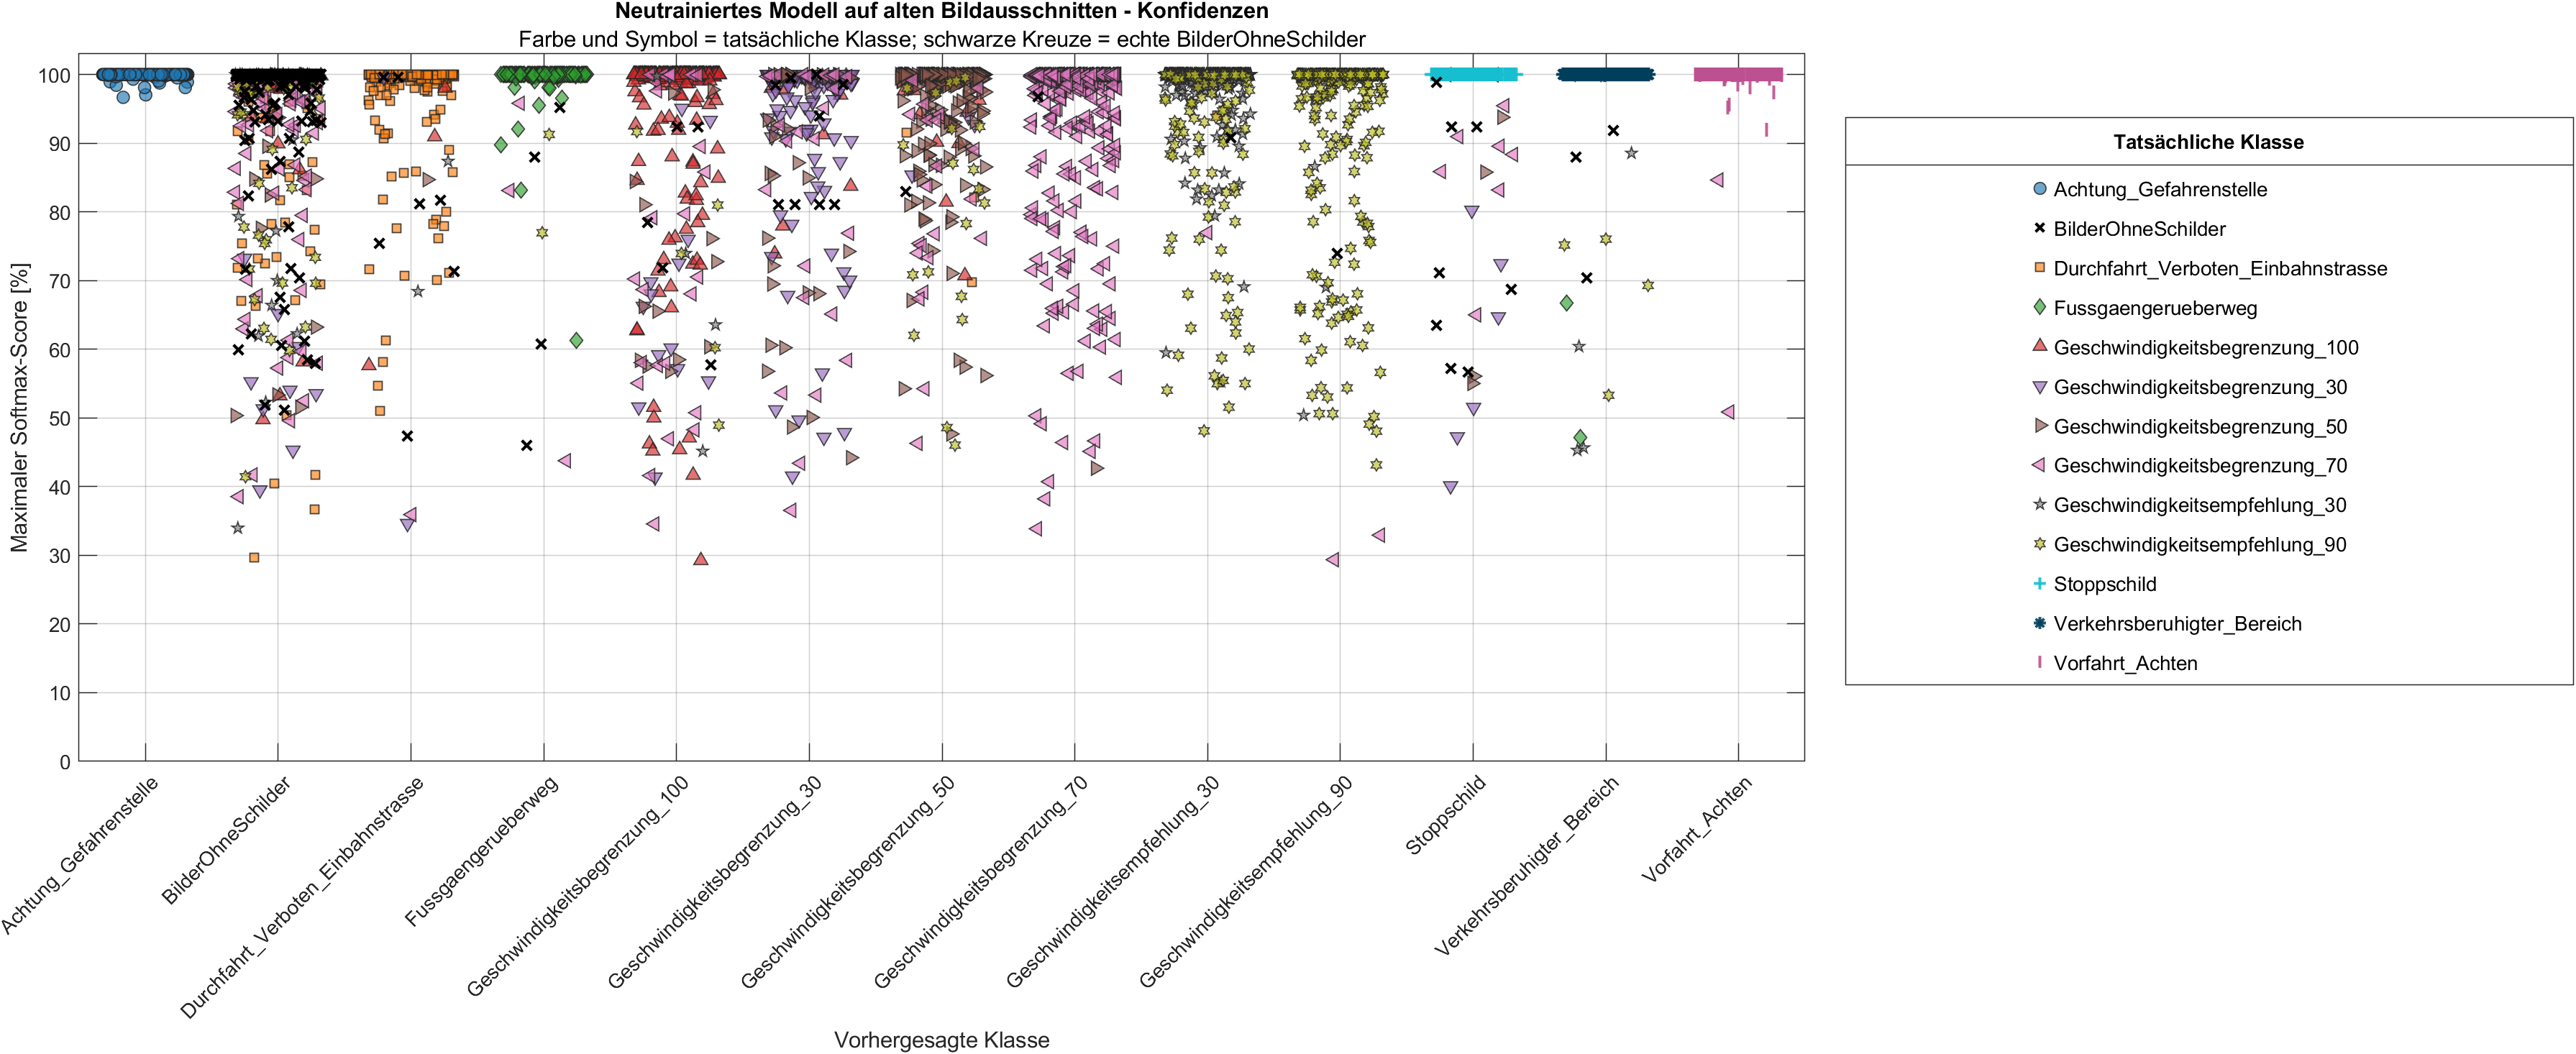 Neutrainiertes Modell auf alten Bildausschnitten - Konfidenzen
Farbe und Symbol = tatsächliche Klasse; schwarze Kreuze = echte BilderOhneSchilder
Maximaler Softmax-Score [%]
100
90
80
70
60
50
40
30
20
10
0
Achtung_Gefahrenstelle
BilderOhneSchilder
Durchfahrt_Verboten_Einbahnstrasse
Fussgaengerueberweg
Geschwindigkeitsbegrenzung_100
Geschwindigkeitsbegrenzung_30
Geschwindigkeitsbegrenzung_50
Geschwindigkeitsbegrenzung_70
Geschwindigkeitsempfehlung_30
Geschwindigkeitsempfehlung_90
Stoppschild
Verkehrsberuhigter_Bereich
Vorfahrt_Achten
Vorhergesagte Klasse
Tatsächliche Klasse
Achtung_Gefahrenstelle
BilderOhneSchilder
Durchfahrt_Verboten_Einbahnstrasse
Fussgaengerueberweg
Geschwindigkeitsbegrenzung_100
Geschwindigkeitsbegrenzung_30
Geschwindigkeitsbegrenzung_50
Geschwindigkeitsbegrenzung_70
Geschwindigkeitsempfehlung_30
Geschwindigkeitsempfehlung_90
Stoppschild
Verkehrsberuhigter_Bereich
Vorfahrt_Achten